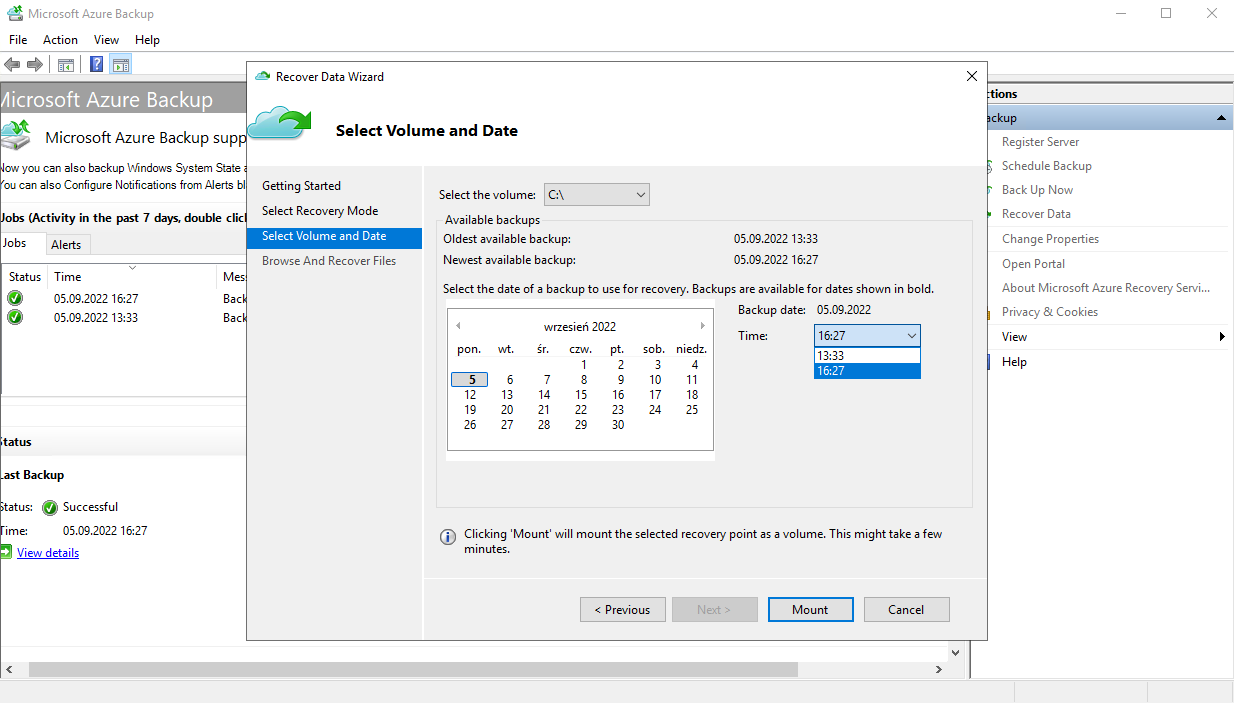 Microsoft Azure Backup
File Action View Help
Recover Data Wizard
Select Volume and Date
Microsoft Azure Backup
Microsoft Azure Backup supp
Now you can also backup Windows System State a
You can also Configure Notifications from Alerts bl
Jobs (Activity in the past 7 days, double clic
Jobs Alerts
Status Time Mes
05.09.2022 16:27 Back
05.09.2022 13:33 Back
Status
Last Backup
Status: Successful
Time: 05.09.2022 16:27
View details
Getting Started
Select Recovery Mode
Select Volume and Date
Browse And Recover Files
Select the volume: C:\
Available backups
Oldest available backup: 05.09.2022 13:33
Newest available backup: 05.09.2022 16:27
Select the date of a backup to use for recovery. Backups are available for dates shown in bold.
wrzesień 2022
pon. wt. śr. czw. pt. sob. niedz.
1 2 3 4
5 6 7 8 9 10 11
12 13 14 15 16 17 18
19 20 21 22 23 24 25
26 27 28 29 30
Backup date: 05.09.2022
Time: 16:27
13:33
16:27
Clicking 'Mount' will mount the selected recovery point as a volume. This might take a few
minutes.
< Previous Next > Mount Cancel
ctions
ackup
Register Server
Schedule Backup
Back Up Now
Recover Data
Change Properties
Open Portal
About Microsoft Azure Recovery Servi...
Privacy & Cookies
View
Help